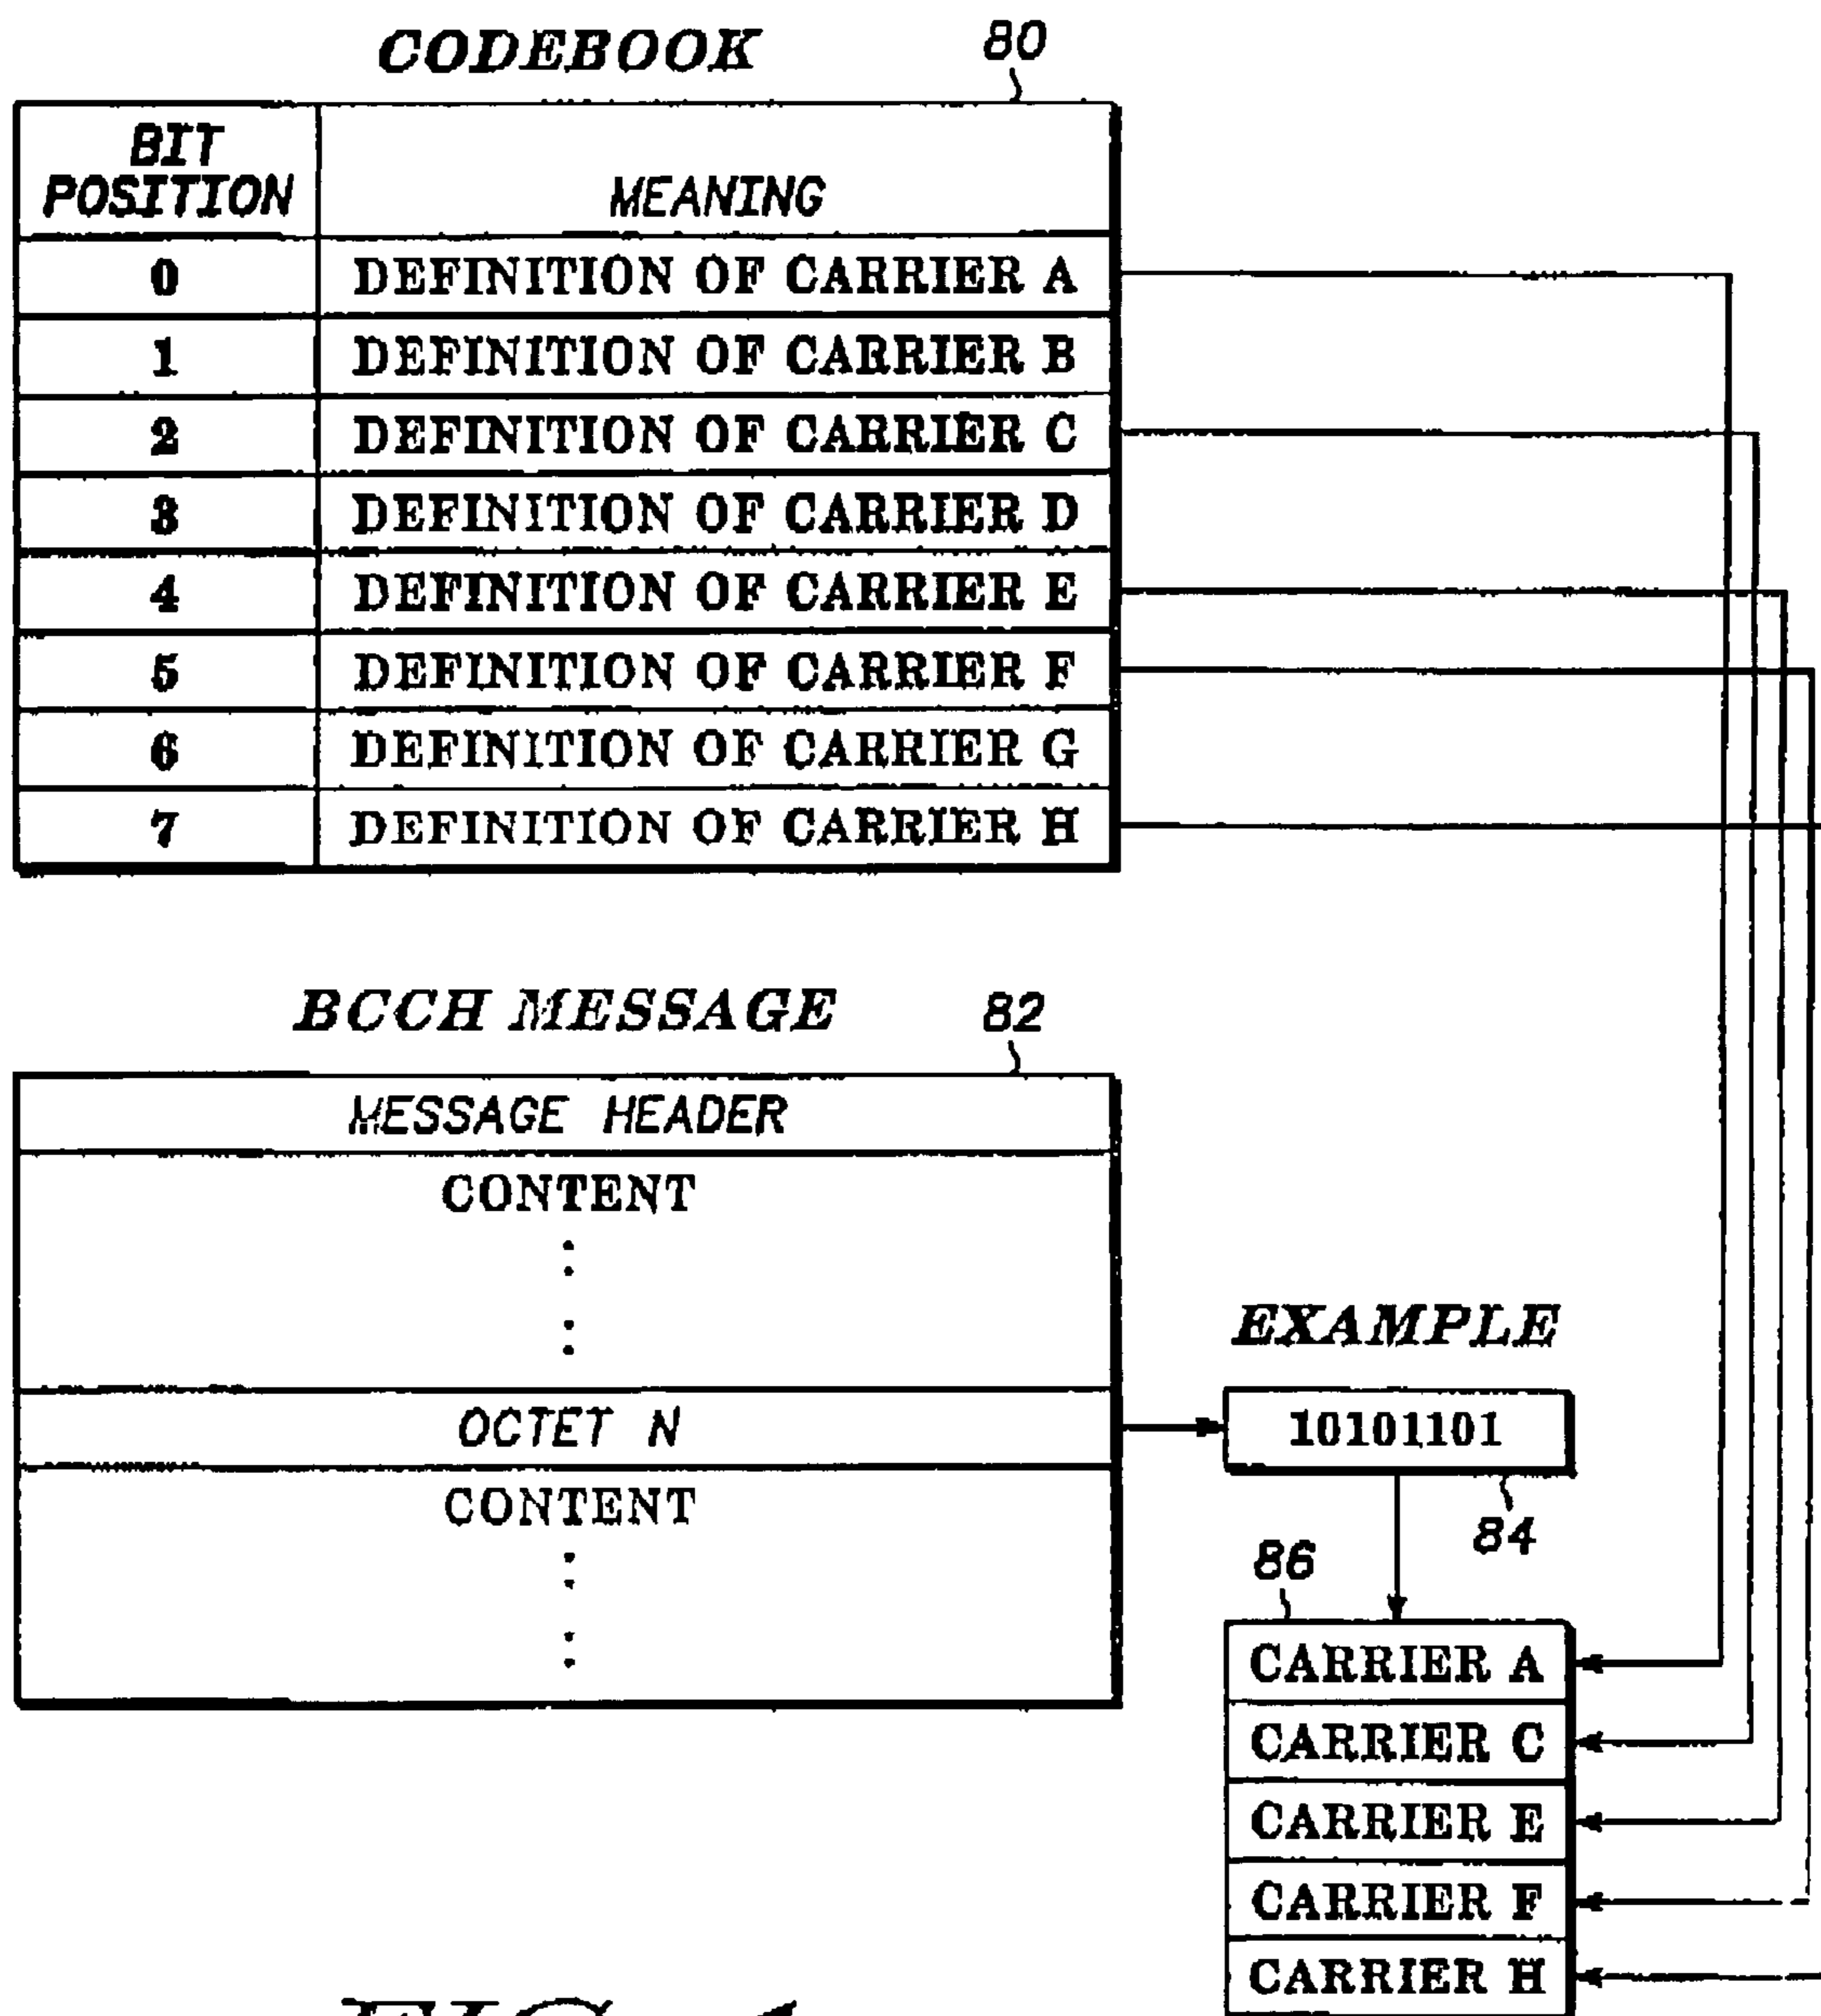 CODEBOOK 80
BIT POSITION MEANING
0 DEFINITION OF CARRIER A
1 DEFINITION OF CARRIER B
2 DEFINITION OF CARRIER C
3 DEFINITION OF CARRIER D
4 DEFINITION OF CARRIER E
5 DEFINITION OF CARRIER F
6 DEFINITION OF CARRIER G
7 DEFINITION OF CARRIER H
BCCH MESSAGE 82
MESSAGE HEADER
CONTENT
OCTET N
CONTENT
EXAMPLE
10101101
84
86
CARRIER A
CARRIER C
CARRIER E
CARRIER F
CARRIER H